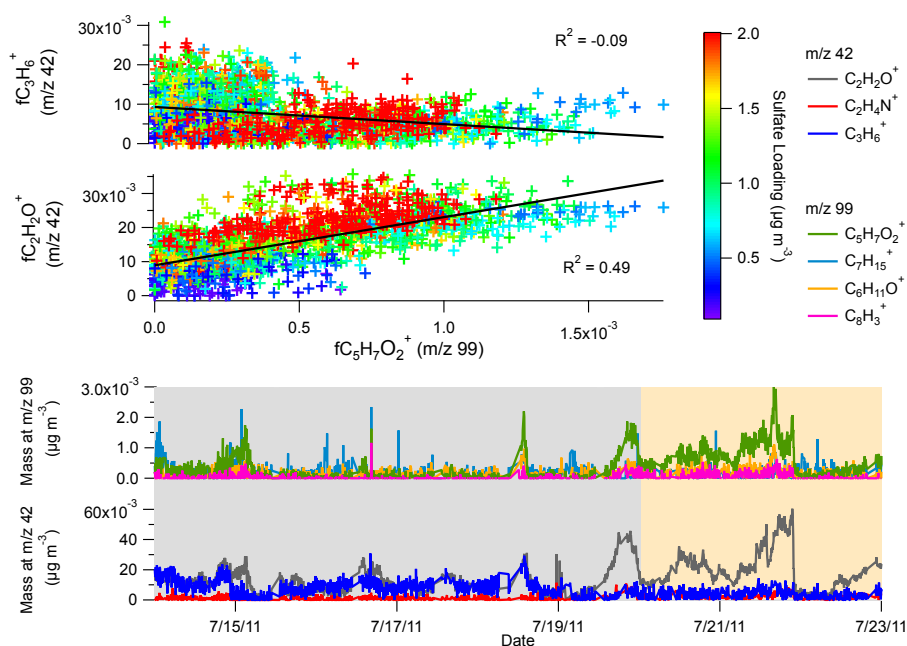 fC₃H₆⁺
(m/z 42)
30x10⁻³
20
10
0
R² = -0.09
fC₂H₂O⁺
(m/z 42)
30x10⁻³
20
10
0
R² = 0.49
0.0 0.5 1.0 1.5x10⁻³
fC₅H₇O₂⁺ (m/z 99)
2.0
1.5
1.0
0.5
Sulfate Loading (µg m⁻³)
m/z 42
C₂H₂O⁺
C₂H₄N⁺
C₃H₆⁺
m/z 99
C₅H₇O₂⁺
C₇H₁₅⁺
C₆H₁₁O⁺
C₈H₃⁺
Mass at m/z 99
(µg m⁻³)
3.0x10⁻³
2.0
1.0
0.0
Mass at m/z 42
(µg m⁻³)
60x10⁻³
40
20
0
7/15/11 7/17/11 7/19/11 7/21/11 7/23/11
Date